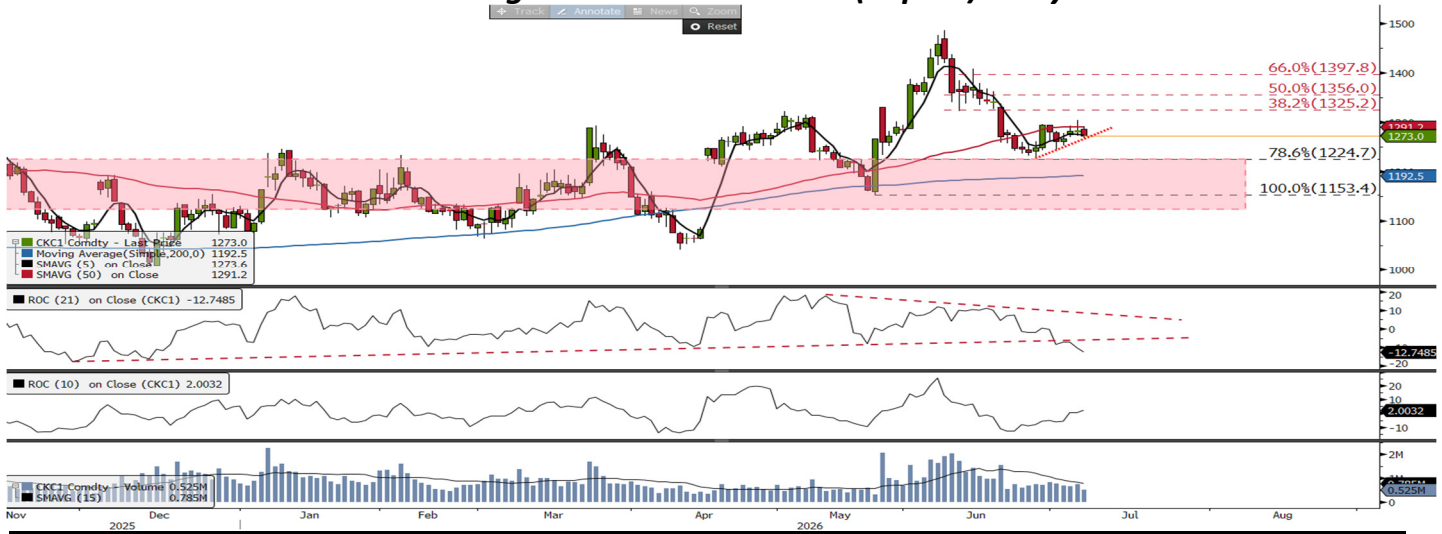 Track Annotate News Zoom
Reset
1500
66.0%(1397.8)
1400
50.0%(1356.0)
38.2%(1325.2)
1291.2
1273.0
78.6%(1224.7)
1192.5
100.0%(1153.4)
1100
CKC1 Comdty - Last Price 1273.0
Moving Average(Simple,200,0) 1192.5
SMAVG (5) on Close 1273.6
SMAVG (50) on Close 1291.2
1000
ROC (21) on Close (CKC1) -12.7485
20
10
0
-12.7485
-20
ROC (10) on Close (CKC1) 2.0032
20
10
2.0032
-10
2M
CKC1 Comdty - Volume 0.525M
SMAVG (15) 0.785M
0.785M
0.525M
0
Nov Dec Jan Feb Mar Apr May Jun Jul Aug
2025 2026